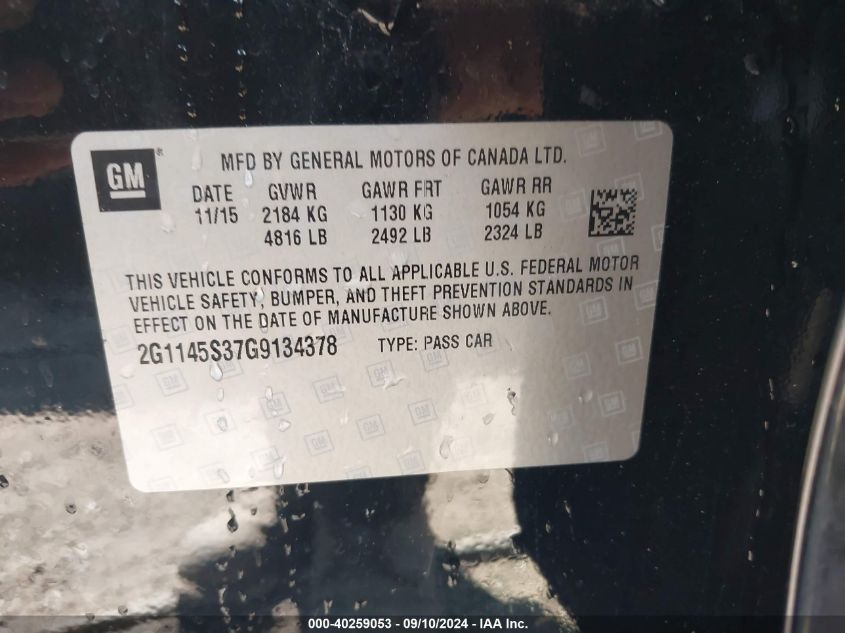 GM
MFD BY GENERAL MOTORS OF CANADA LTD.
DATE GVWR GAWR FRT GAWR RR
11/15 2184 KG 1130 KG 1054 KG
4816 LB 2492 LB 2324 LB
THIS VEHICLE CONFORMS TO ALL APPLICABLE U.S. FEDERAL MOTOR
VEHICLE SAFETY, BUMPER, AND THEFT PREVENTION STANDARDS IN
EFFECT ON THE DATE OF MANUFACTURE SHOWN ABOVE.
2G1145S37G9134378 TYPE: PASS CAR
000-40259053 - 09/10/2024 - IAA Inc.